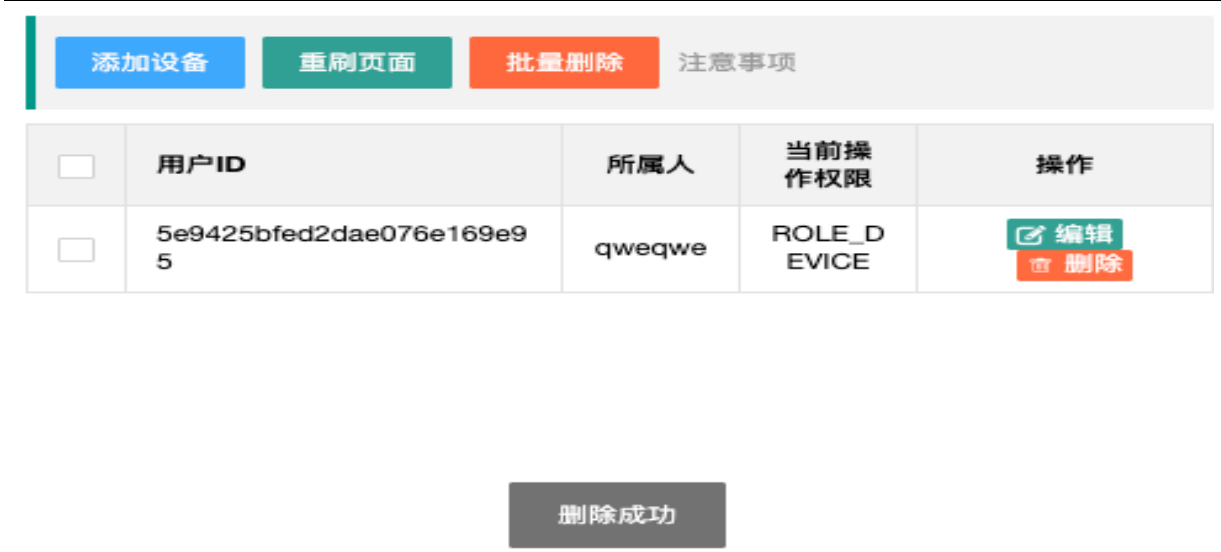 添加设备 重刷页面 批量删除 注意事项
用户ID 所属人 当前操 操作
作权限
5e9425bfed2dae076e169e9 qweqwe ROLE_D 编辑
5 EVICE 删除
删除成功